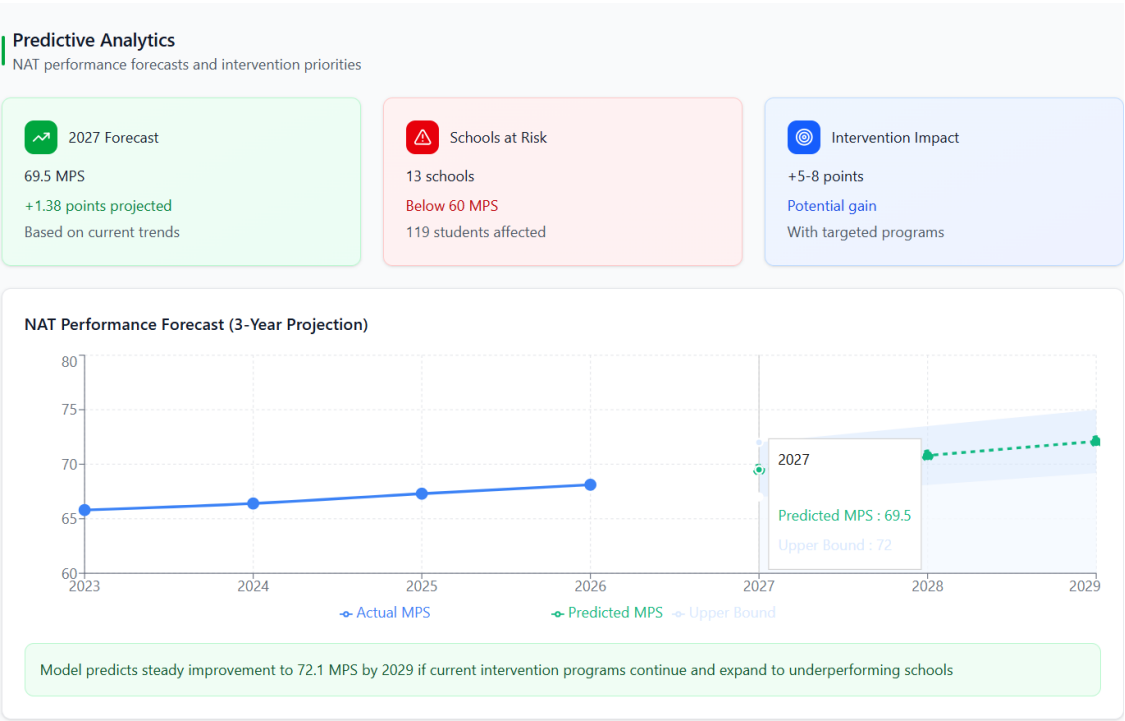 Predictive Analytics
NAT performance forecasts and intervention priorities
2027 Forecast
69.5 MPS
+1.38 points projected
Based on current trends
Schools at Risk
13 schools
Below 60 MPS
119 students affected
Intervention Impact
+5-8 points
Potential gain
With targeted programs
NAT Performance Forecast (3-Year Projection)
80
75
70
65
60
2027
Predicted MPS : 69.5
Upper Bound : 72
2023 2024 2025 2026 2027 2028 2029
Actual MPS Predicted MPS Upper Bound
Model predicts steady improvement to 72.1 MPS by 2029 if current intervention programs continue and expand to underperforming schools